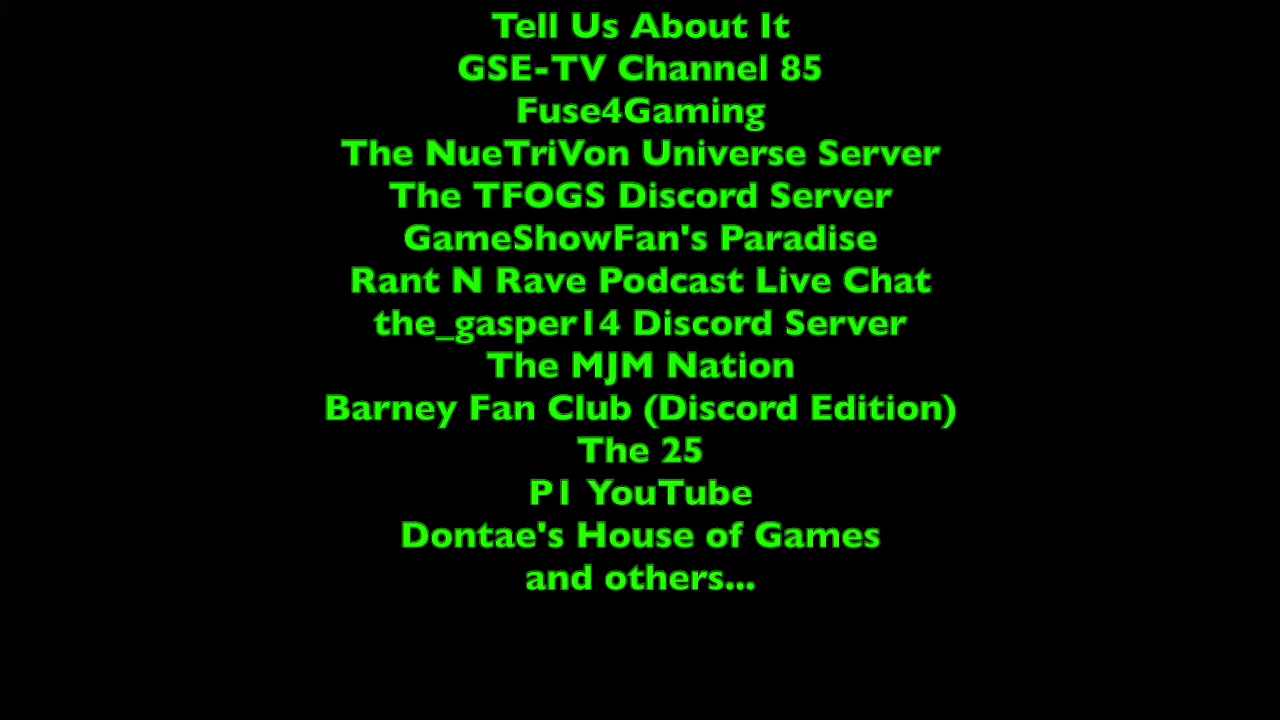 Tell Us About It
GSE-TV Channel 85
Fuse4Gaming
The NueTriVon Universe Server
The TFOGS Discord Server
GameShowFan's Paradise
Rant N Rave Podcast Live Chat
the_gasper14 Discord Server
The MJM Nation
Barney Fan Club (Discord Edition)
The 25
P1 YouTube
Dontae's House of Games
and others...